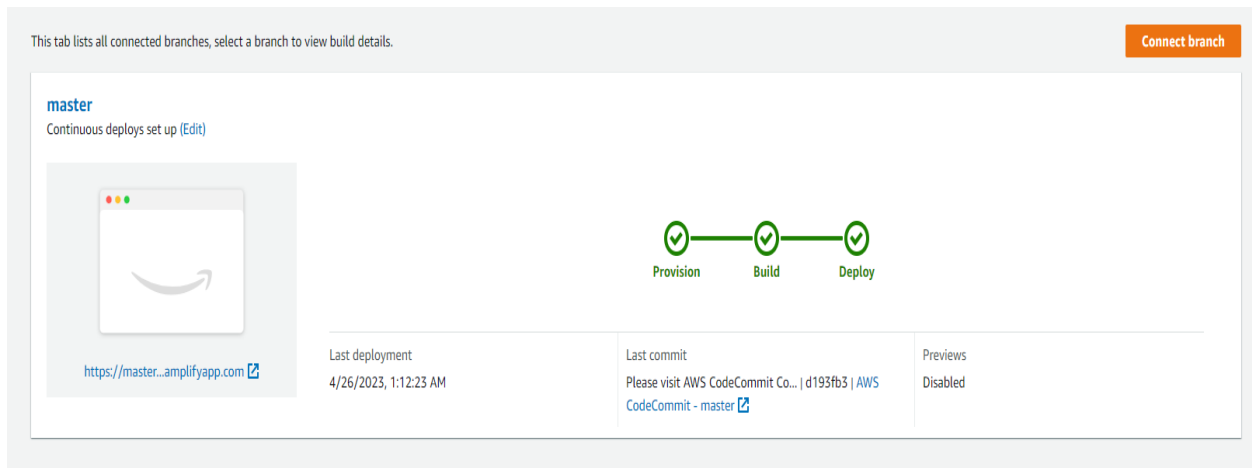 This tab lists all connected branches, select a branch to view build details.
Connect branch
master
Continuous deploys set up (Edit)
https://master...amplifyapp.com
Provision
Build
Deploy
Last deployment
4/26/2023, 1:12:23 AM
Last commit
Please visit AWS CodeCommit Co... | d193fb3 | AWS
CodeCommit - master
Previews
Disabled